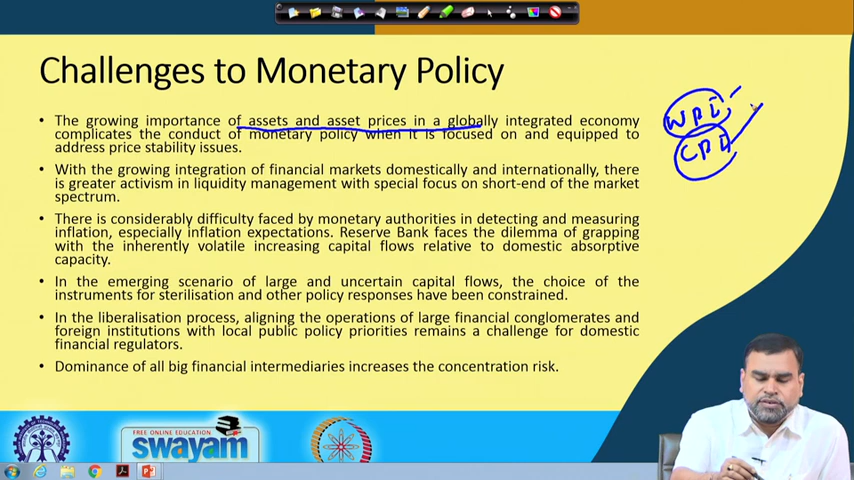 Challenges to Monetary Policy
• The growing importance of assets and asset prices in a globally integrated economy
complicates the conduct of monetary policy when it is focused on and equipped to
address price stability issues.
• With the growing integration of financial markets domestically and internationally, there
is greater activism in liquidity management with special focus on short-end of the market
spectrum.
• There is considerably difficulty faced by monetary authorities in detecting and measuring
inflation, especially inflation expectations. Reserve Bank faces the dilemma of grapping
with the inherently volatile increasing capital flows relative to domestic absorptive
capacity.
• In the emerging scenario of large and uncertain capital flows, the choice of the
instruments for sterilisation and other policy responses have been constrained.
• In the liberalisation process, aligning the operations of large financial conglomerates and
foreign institutions with local public policy priorities remains a challenge for domestic
financial regulators.
• Dominance of all big financial intermediaries increases the concentration risk.
WPI
CPI
FREE ONLINE EDUCATION
swayam